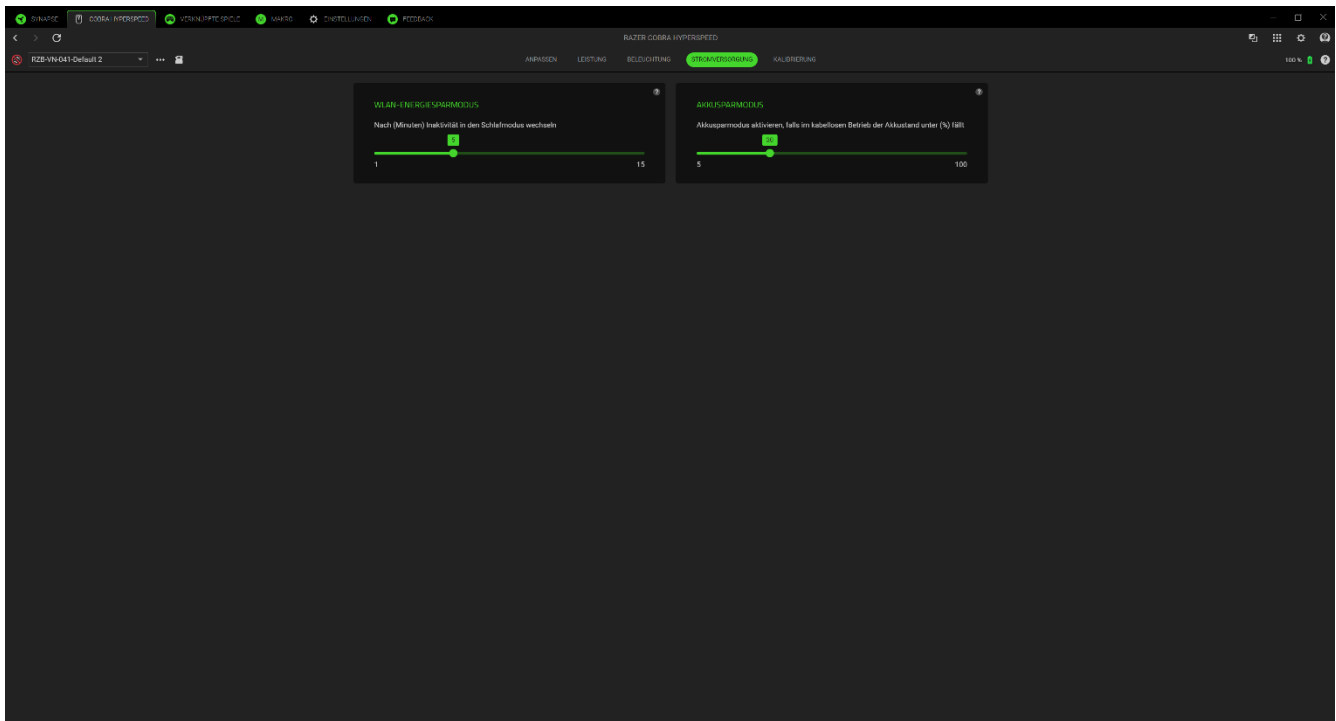 SYNAPSE COBRA HYPERSPEED VERKNÜPFTE SPIELE MAKRO EINSTELLUNGEN FEEDBACK
RAZER COBRA HYPERSPEED
RZB-VN-041-Default 2 ANPASSEN LEISTUNG BELEUCHTUNG STROMVERSORGUNG KALIBRIERUNG 100 %
WLAN-ENERGIESPARMODUS
Nach (Minuten) Inaktivität in den Schlafmodus wechseln
5
1 15
AKKUSPARMODUS
Akkusparmodus aktivieren, falls im kabellosen Betrieb der Akkustand unter (%) fällt
30
5 100